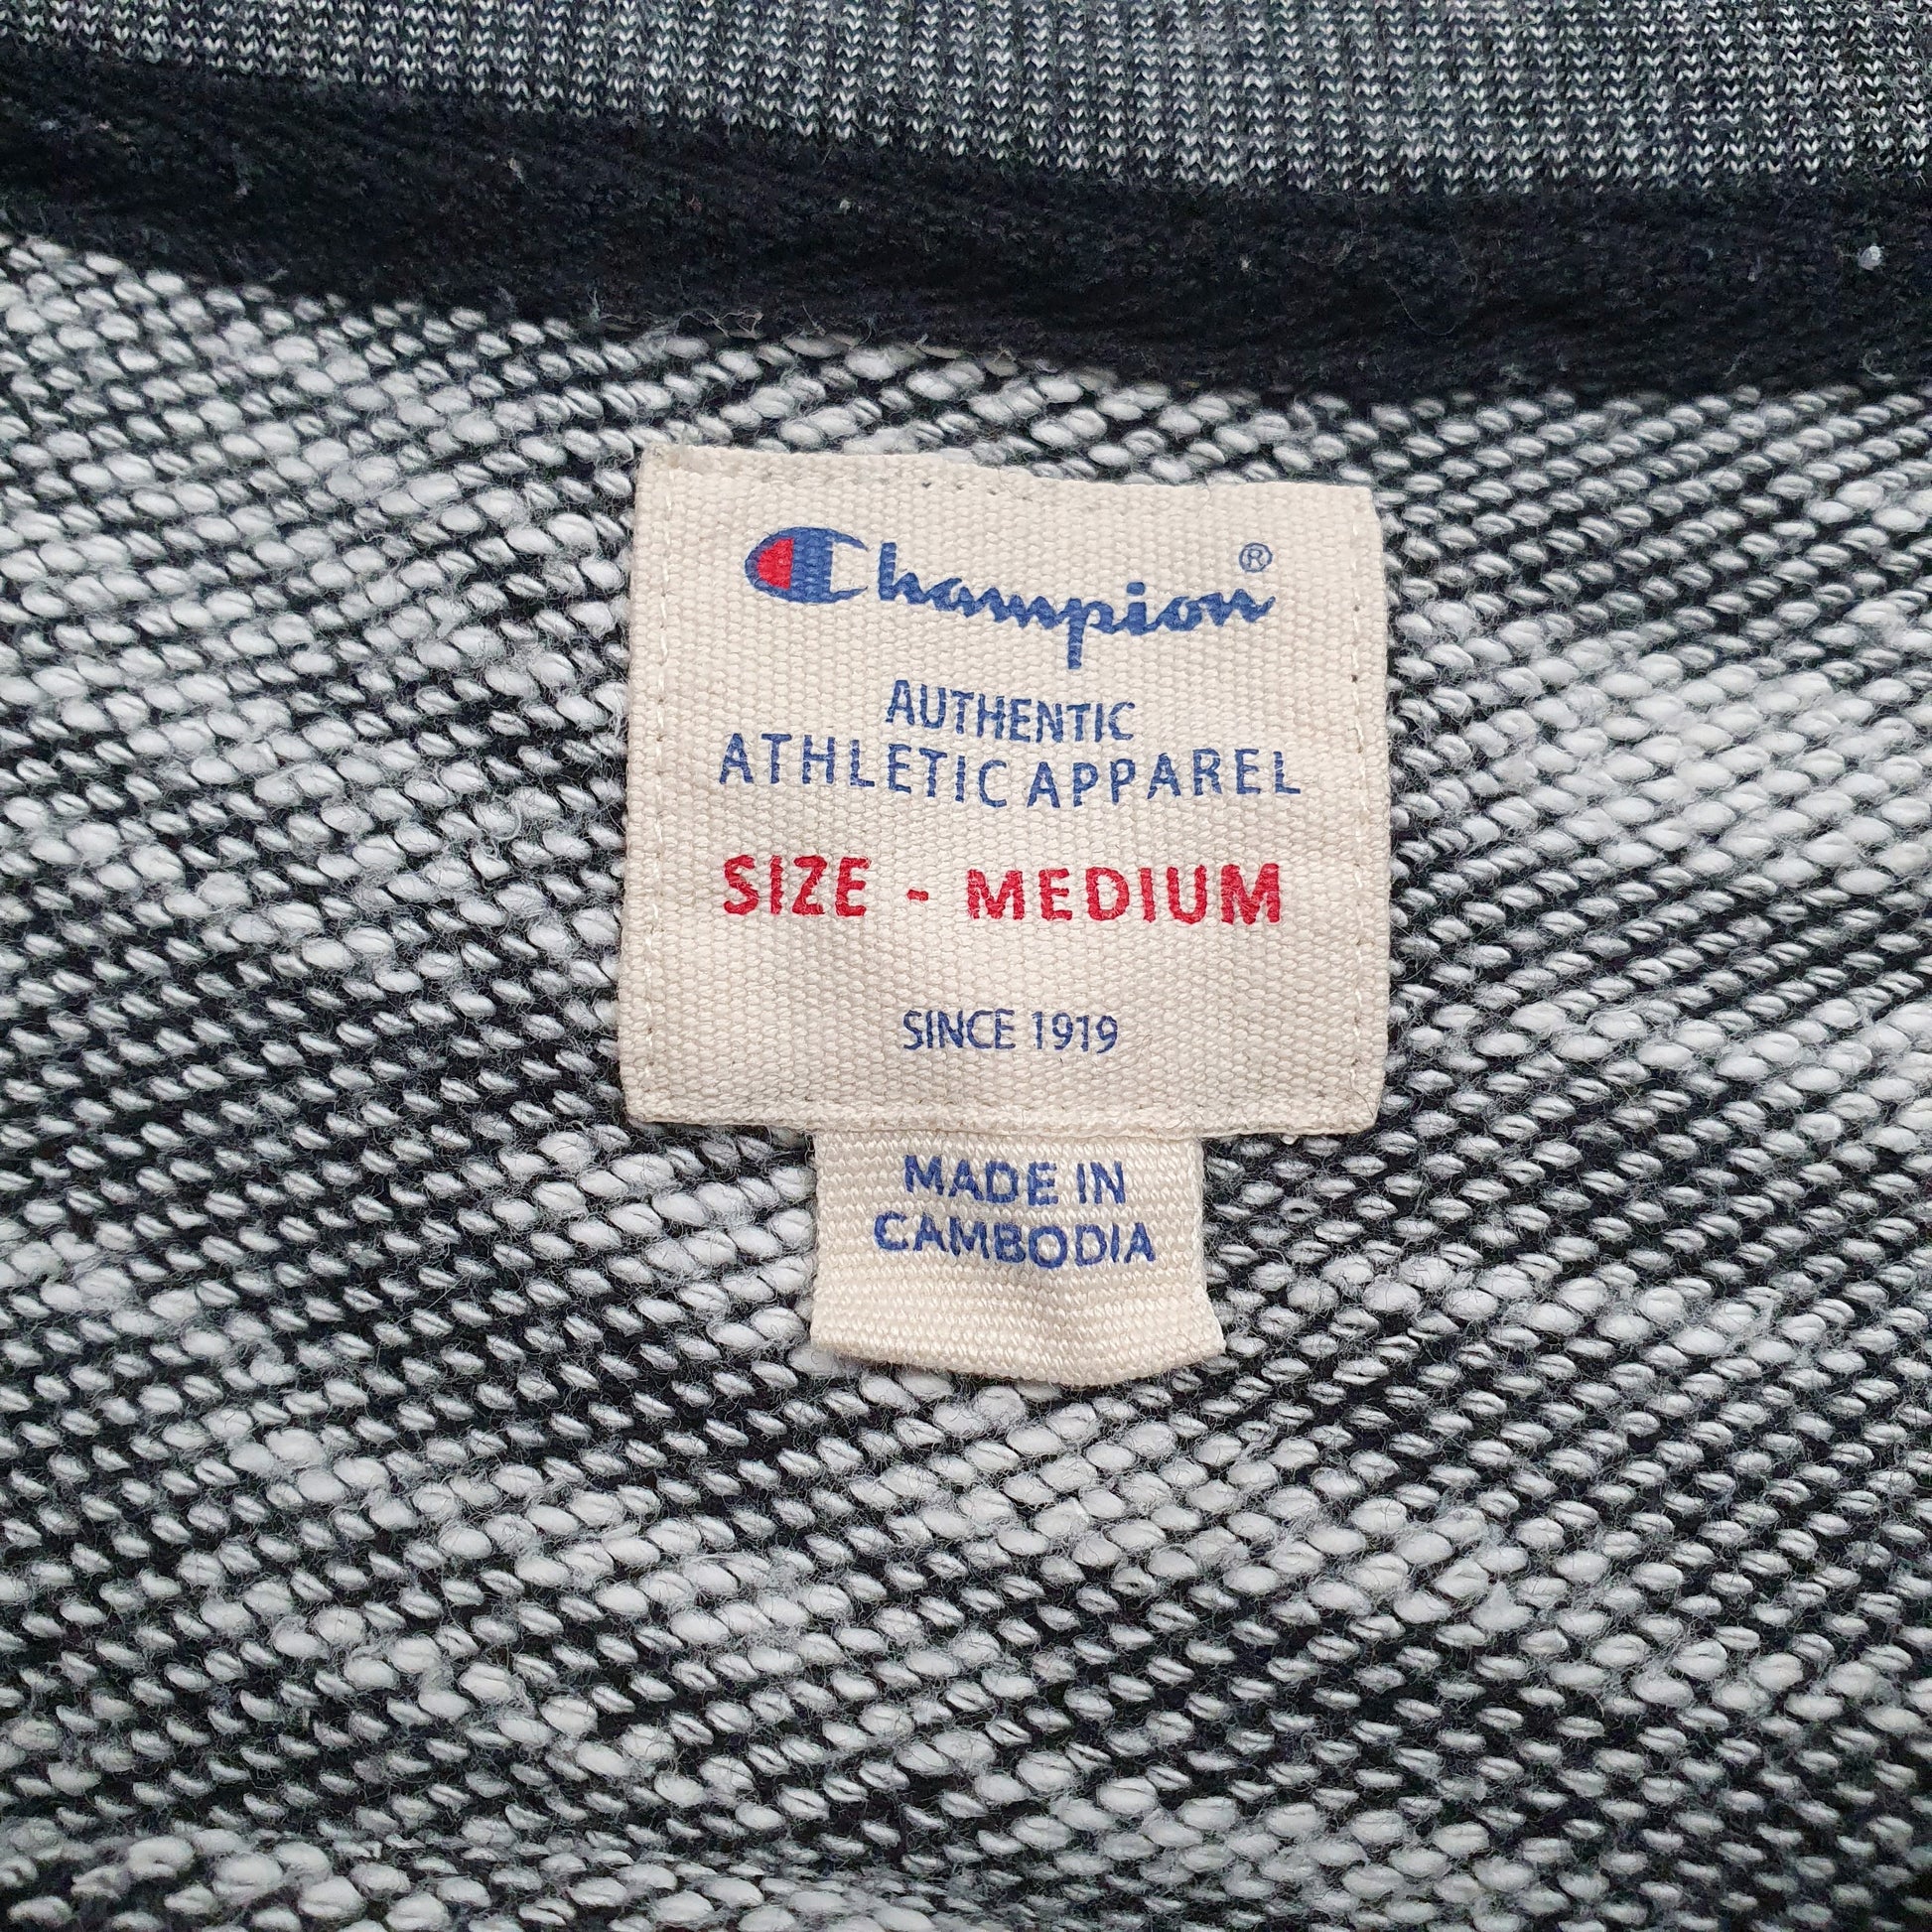 Champion ®
AUTHENTIC
ATHLETIC APPAREL
SIZE - MEDIUM
SINCE 1919
MADE IN
CAMBODIA